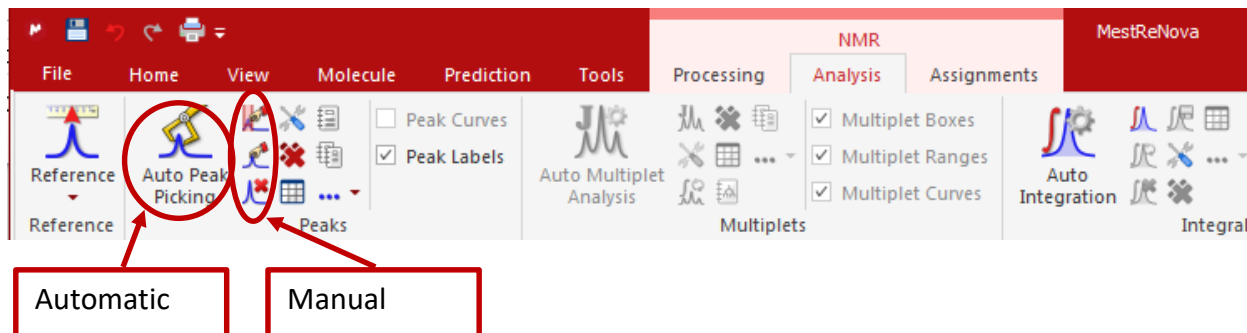 NMR
MestReNova
File Home View Molecule Prediction Tools Processing Analysis Assignments
Peak Curves
Multiplet Boxes
Peak Labels
Multiplet Ranges
Multiplet Curves
Reference
Auto Peak
Picking
Auto Multiplet
Analysis
Auto
Integration
Reference Peaks Multiplets Integral
Automatic Manual